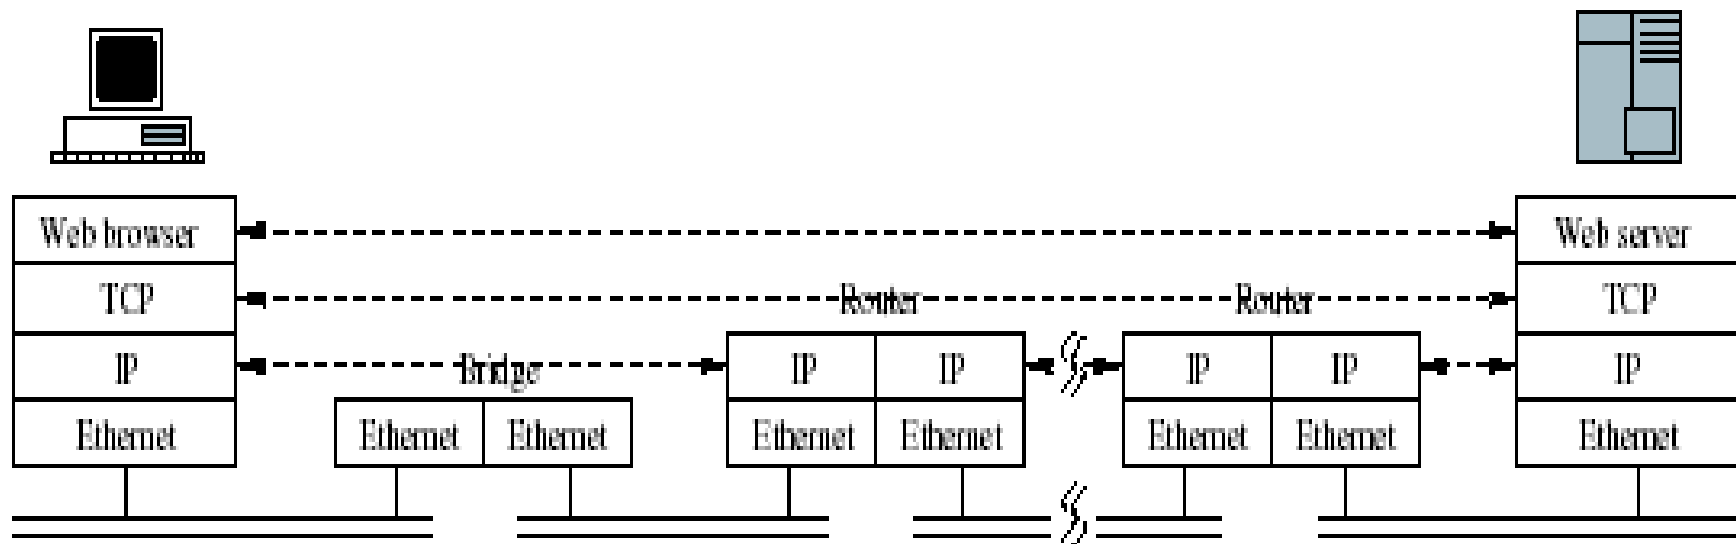 Web browser Web server
TCP Router Router TCP
IP Bridge IP IP IP IP IP
Ethernet Ethernet Ethernet Ethernet Ethernet Ethernet Ethernet Ethernet